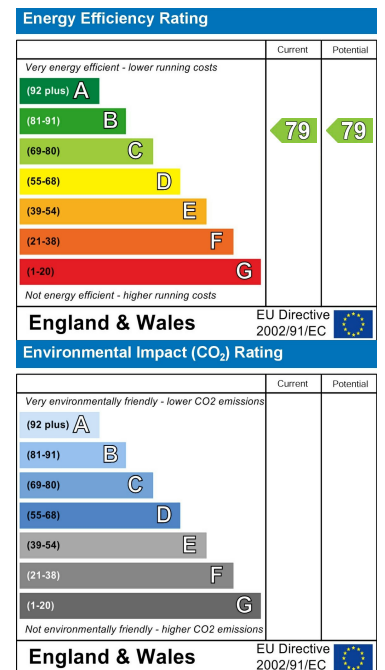 Energy Efficiency Rating
Current Potential
Very energy efficient - lower running costs
(92 plus) A
(81-91) B
79 79
(69-80) C
(55-68) D
(39-54) E
(21-38) F
(1-20) G
Not energy efficient - higher running costs
England & Wales
EU Directive
2002/91/EC
Environmental Impact (CO₂) Rating
Current Potential
Very environmentally friendly - lower CO2 emissions
(92 plus) A
(81-91) B
(69-80) C
(55-68) D
(39-54) E
(21-38) F
(1-20) G
Not environmentally friendly - higher CO2 emissions
England & Wales
EU Directive
2002/91/EC